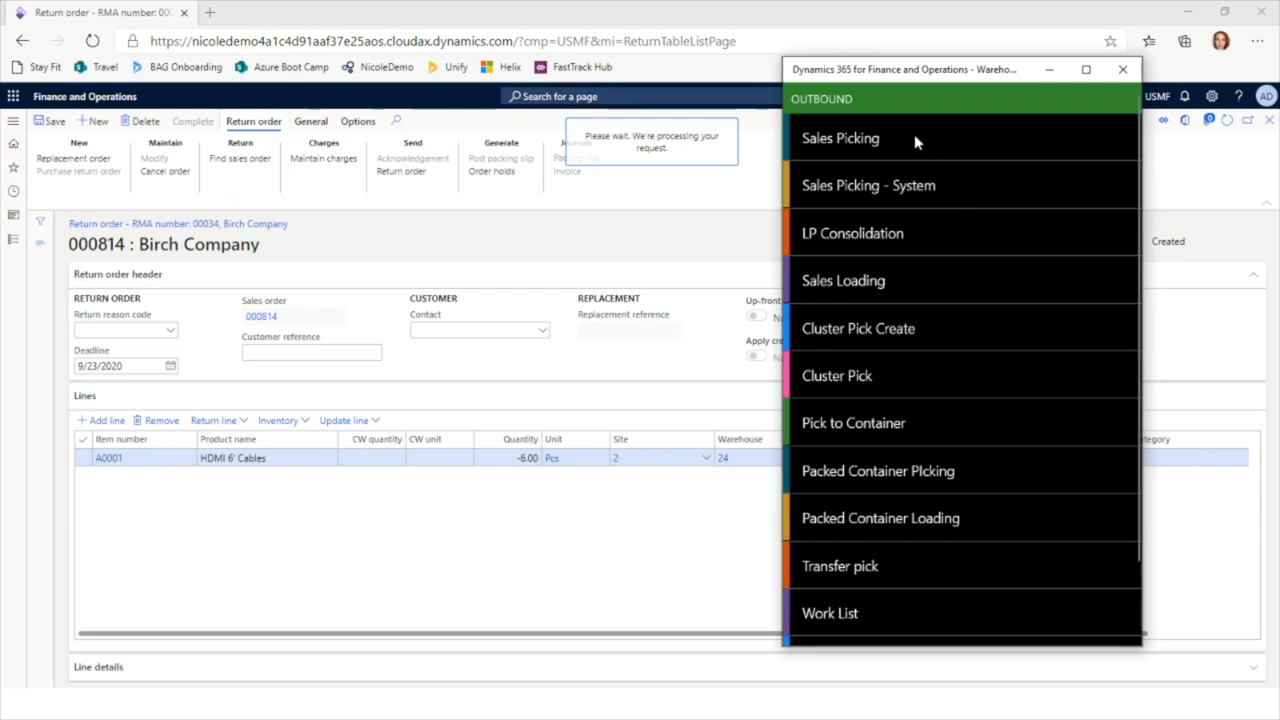 Return order - RMA number: 000
https://nicoledemo4a1c4d91aaf37e25aos.cloudax.dynamics.com/?cmp=USMF&mi=ReturnTableListPage
Stay Fit Travel BAG Onboarding Azure Boot Camp NicoleDemo Unify Helix FastTrack Hub
Dynamics 365 for Finance and Operations - Wareho...
Finance and Operations
Search for a page
USMF
AD
Save New Delete Complete Return order General Options
Please wait. We're processing your
request.
New Maintain Return Charges Send Generate
Replacement order Modify Find sales order Maintain charges Acknowledgement Post packing slip
Purchase return order Cancel order Return order Order holds Invoice
Return order - RMA number: 00034, Birch Company
000814 : Birch Company
Created
Return order header
RETURN ORDER Sales order CUSTOMER REPLACEMENT Up-front
Return reason code 000814 Contact Replacement reference
Customer reference
Deadline
9/23/2020
Apply cre
Lines
Add line Remove Return line Inventory Update line
Item number Product name CW quantity CW unit Quantity Unit Site Warehouse tegory
A0001 HDMI 6' Cables -6.00 Pcs 2 24
Line details
OUTBOUND
Sales Picking
Sales Picking - System
LP Consolidation
Sales Loading
Cluster Pick Create
Cluster Pick
Pick to Container
Packed Container PIcking
Packed Container Loading
Transfer pick
Work List